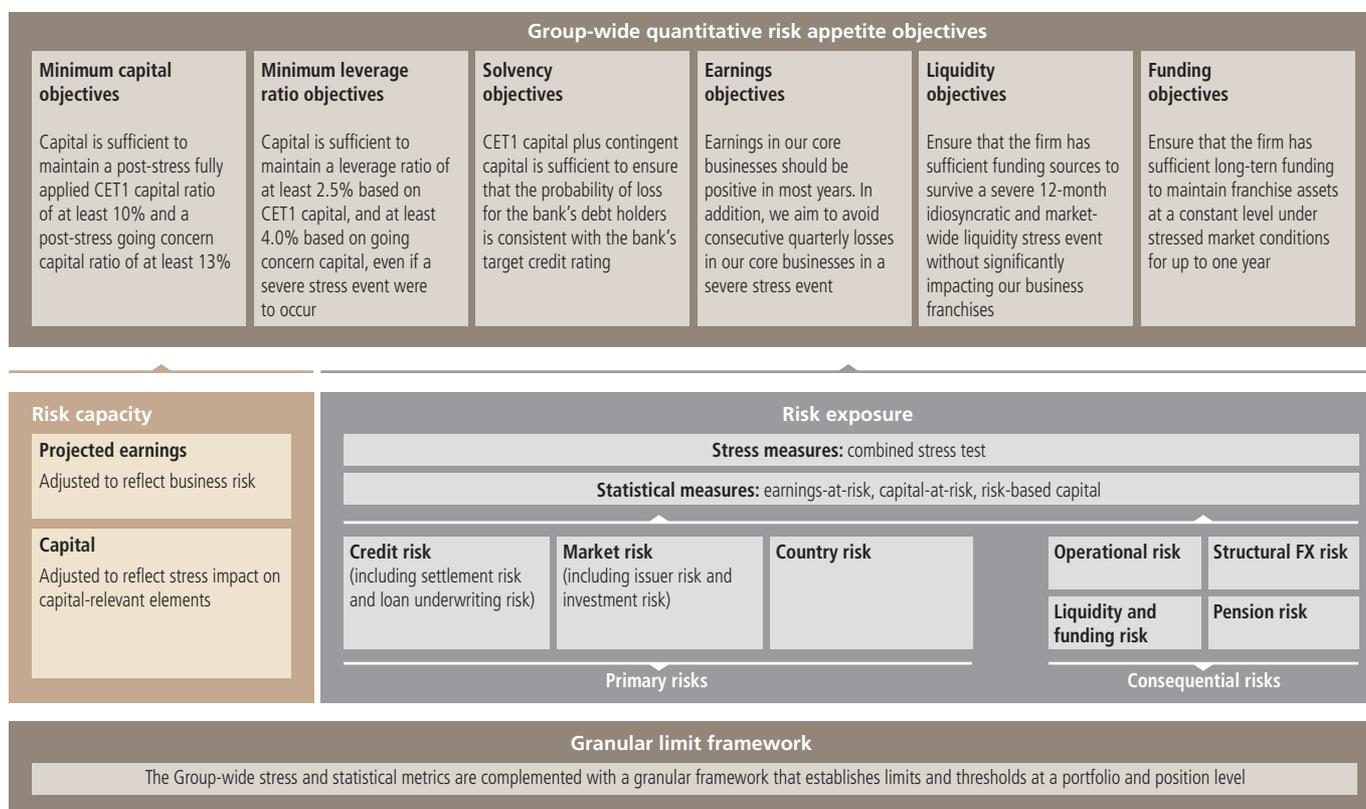 Group-wide quantitative risk appetite objectives
Minimum capital
objectives
Capital is sufficient to
maintain a post-stress fully
applied CET1 capital ratio
of at least 10% and a
post-stress going concern
capital ratio of at least 13%
Minimum leverage
ratio objectives
Capital is sufficient to
maintain a leverage ratio of
at least 2.5% based on
CET1 capital, and at least
4.0% based on going
concern capital, even if a
severe stress event were
to occur
Solvency
objectives
CET1 capital plus contingent
capital is sufficient to ensure
that the probability of loss
for the bank's debt holders
is consistent with the bank's
target credit rating
Earnings
objectives
Earnings in our core
businesses should be
positive in most years. In
addition, we aim to avoid
consecutive quarterly losses
in our core businesses in a
severe stress event
Liquidity
objectives
Ensure that the firm has
sufficient funding sources to
survive a severe 12-month
idiosyncratic and market-
wide liquidity stress event
without significantly
impacting our business
franchises
Funding
objectives
Ensure that the firm has
sufficient long-tern funding
to maintain franchise assets
at a constant level under
stressed market conditions
for up to one year
Risk capacity
Projected earnings
Adjusted to reflect business risk
Capital
Adjusted to reflect stress impact on
capital-relevant elements
Risk exposure
Stress measures: combined stress test
Statistical measures: earnings-at-risk, capital-at-risk, risk-based capital
Credit risk
(including settlement risk
and loan underwriting risk)
Market risk
(including issuer risk and
investment risk)
Country risk
Primary risks
Operational risk
Structural FX risk
Liquidity and
funding risk
Pension risk
Consequential risks
Granular limit framework
The Group-wide stress and statistical metrics are complemented with a granular framework that establishes limits and thresholds at a portfolio and position level